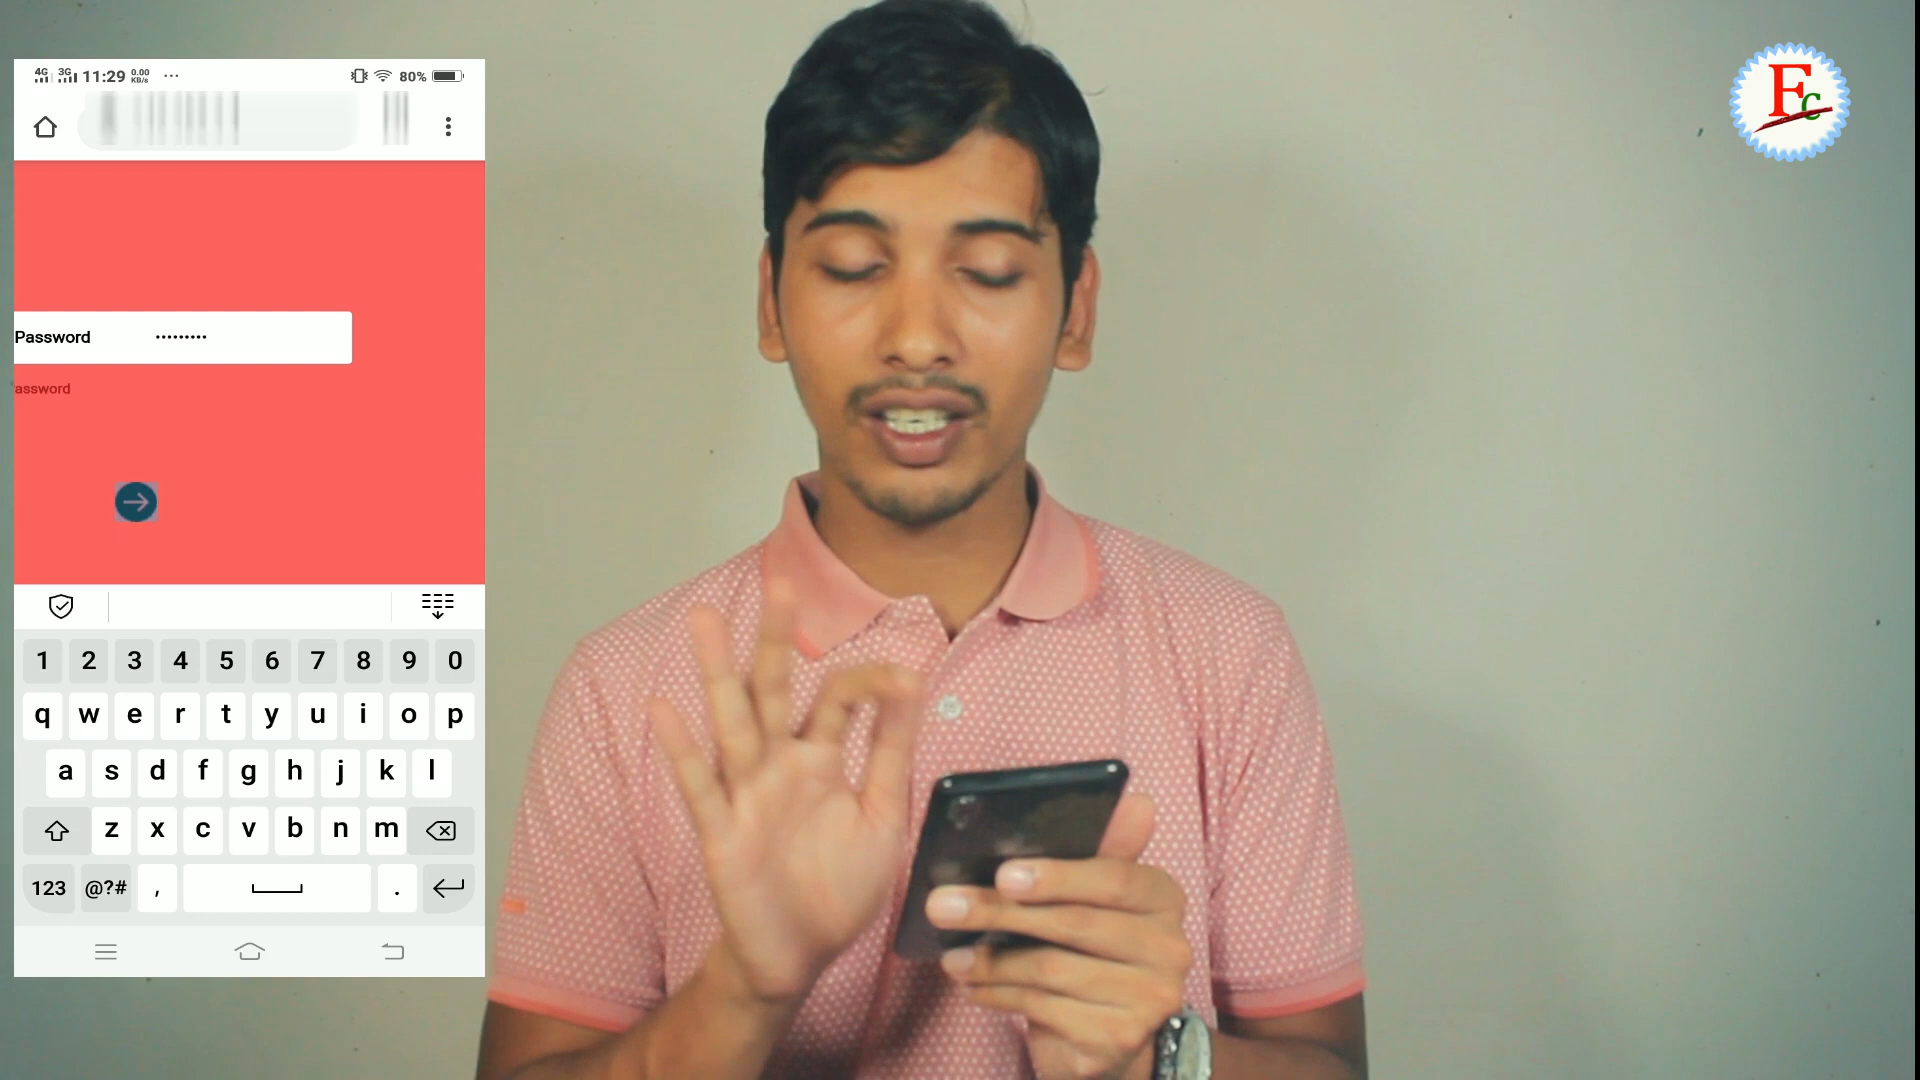 4G 3G 11:29 0.00 KB/s ... 80%
Password •••••••••
assword
1 2 3 4 5 6 7 8 9 0
q w e r t y u i o p
a s d f g h j k l
z x c v b n m
123 @?# , .
Fc